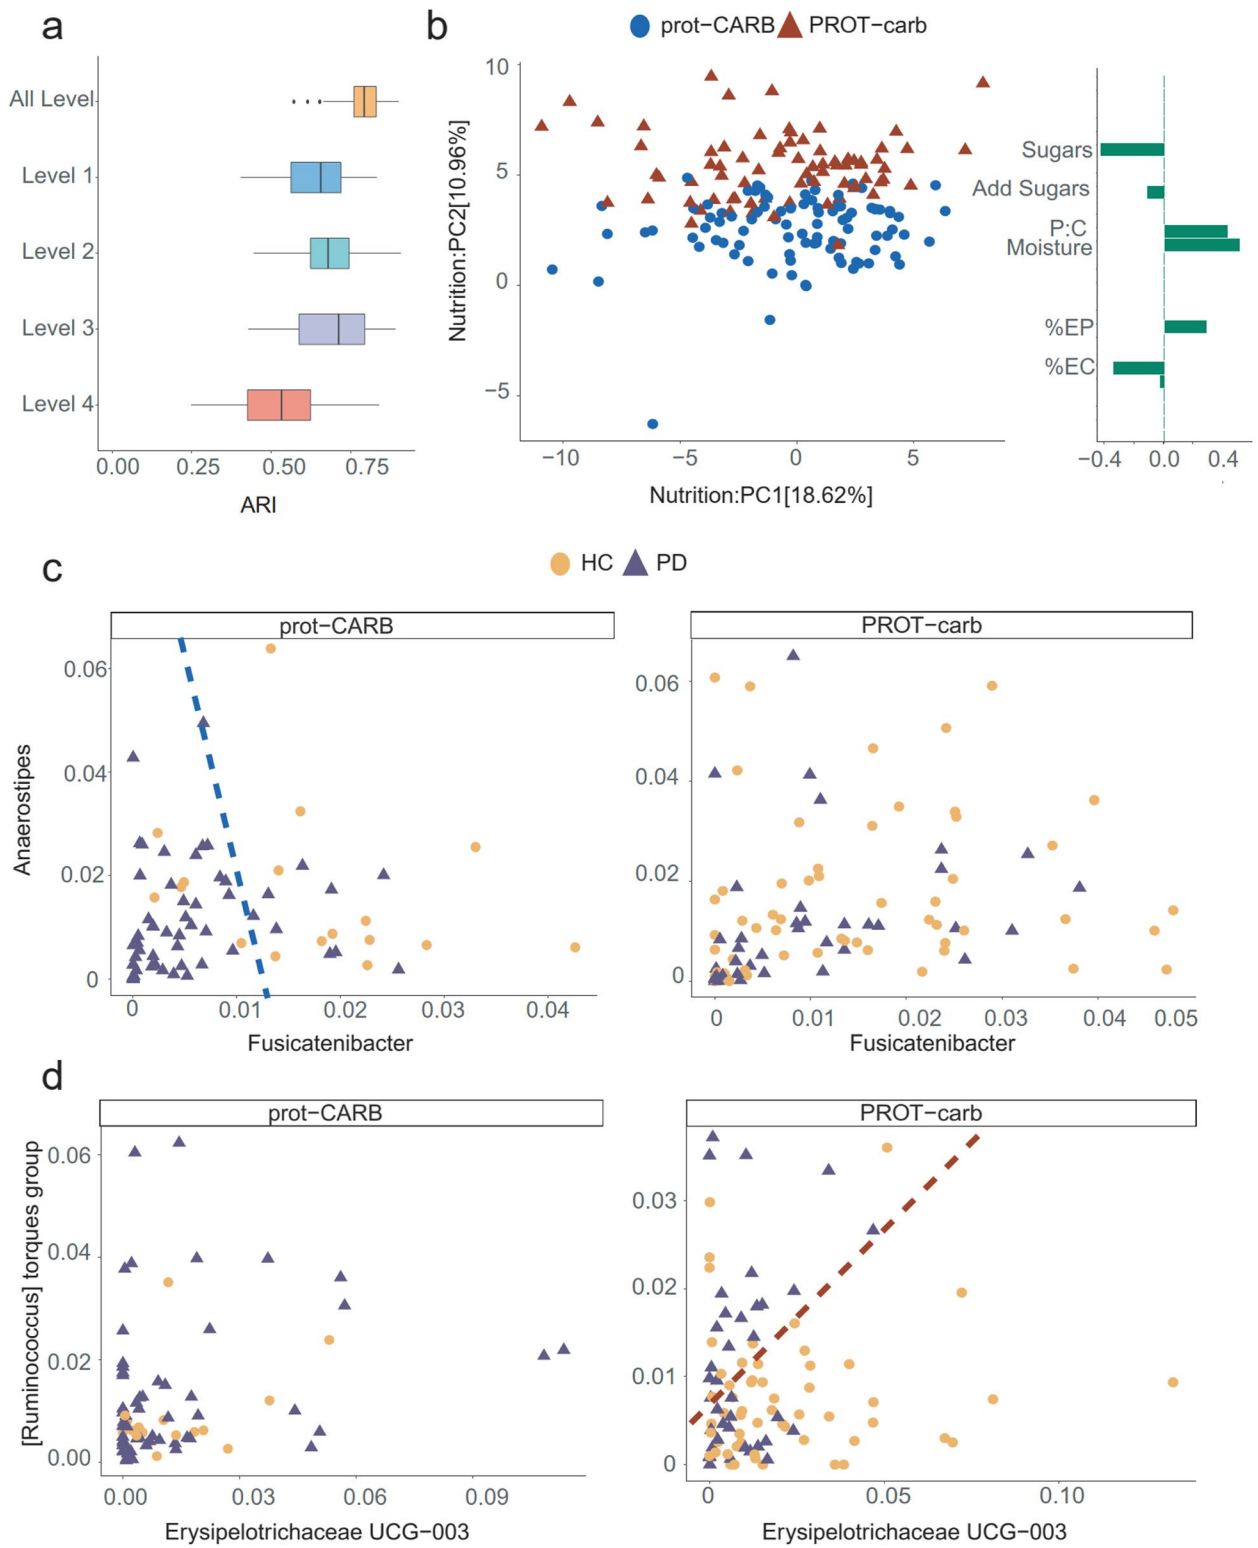 a
All Level
Level 1
Level 2
Level 3
Level 4
0.00 0.25 0.50 0.75
ARI
b
prot−CARB PROT−carb
10
5
0
−5
Nutrition:PC2[10.96%]
−10 −5 0 5
Nutrition:PC1[18.62%]
Sugars
Add Sugars
P:C
Moisture
%EP
%EC
−0.4 0.0 0.4
c
HC PD
prot−CARB
0.06
0.04
0.02
0
Anaerostipes
0 0.01 0.02 0.03 0.04
Fusicatenibacter
PROT−carb
0.06
0.04
0.02
0
0 0.01 0.02 0.03 0.04 0.05
Fusicatenibacter
d
prot−CARB
0.06
0.04
0.02
0.00
[Ruminococcus] torques group
0.00 0.03 0.06 0.09
Erysipelotrichaceae UCG−003
PROT−carb
0.03
0.02
0.01
0
0 0.05 0.10
Erysipelotrichaceae UCG−003